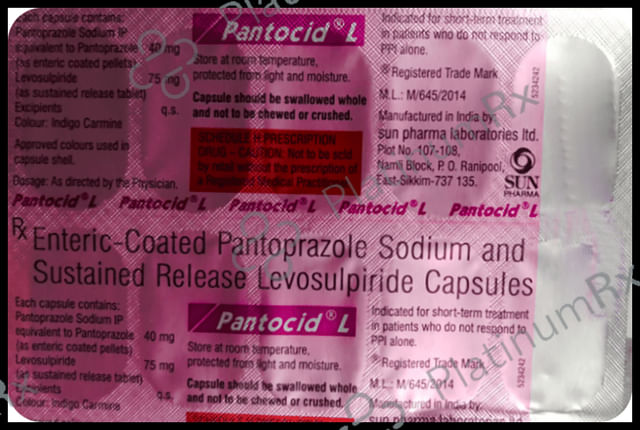 Each capsule contains:
Pantoprazole Sodium IP
equivalent to Pantoprazole 40 mg
(as enteric coated pellets)
Levosulpiride 75 mg
(as sustained release tablet)
Excipients q.s.
Colour: Indigo Carmine
Approved colours used in
capsule shell.
Dosage: As directed by the Physician.
Pantocid® L
Store at room temperature,
protected from light and moisture.
Capsule should be swallowed whole
and not to be chewed or crushed.
SCHEDULE H PRESCRIPTION
DRUG - CAUTION: Not to be sold
by retail without the prescription of
a Registered Medical Practitioner.
Indicated for short-term treatment
in patients who do not respond to
PPI alone.
®Registered Trade Mark
M.L.: M/645/2014
Manufactured in India by:
sun pharma laboratories ltd.
Plot No. 107-108,
Namli Block, P. O. Ranipool,
East-Sikkim-737 135.
5234242
SUN
PHARMA
Pantocid® L Pantocid® L Pantocid® L Pantocid® L Pantocid® L
Rx Enteric-Coated Pantoprazole Sodium and
Sustained Release Levosulpiride Capsules
Each capsule contains:
Pantoprazole Sodium IP
equivalent to Pantoprazole 40 mg
(as enteric coated pellets)
Levosulpiride 75 mg
(as sustained release tablet)
Excipients q.s.
Colour: Indigo Carmine
Pantocid® L
Store at room temperature,
protected from light and moisture.
Capsule should be swallowed whole
and not to be chewed or crushed.
Indicated for short-term treatment
in patients who do not respond to
PPI alone.
®Registered Trade Mark
M.L.: M/645/2014
Manufactured in India by:
sun pharma laboratories ltd.
5234242
PlatinumRx